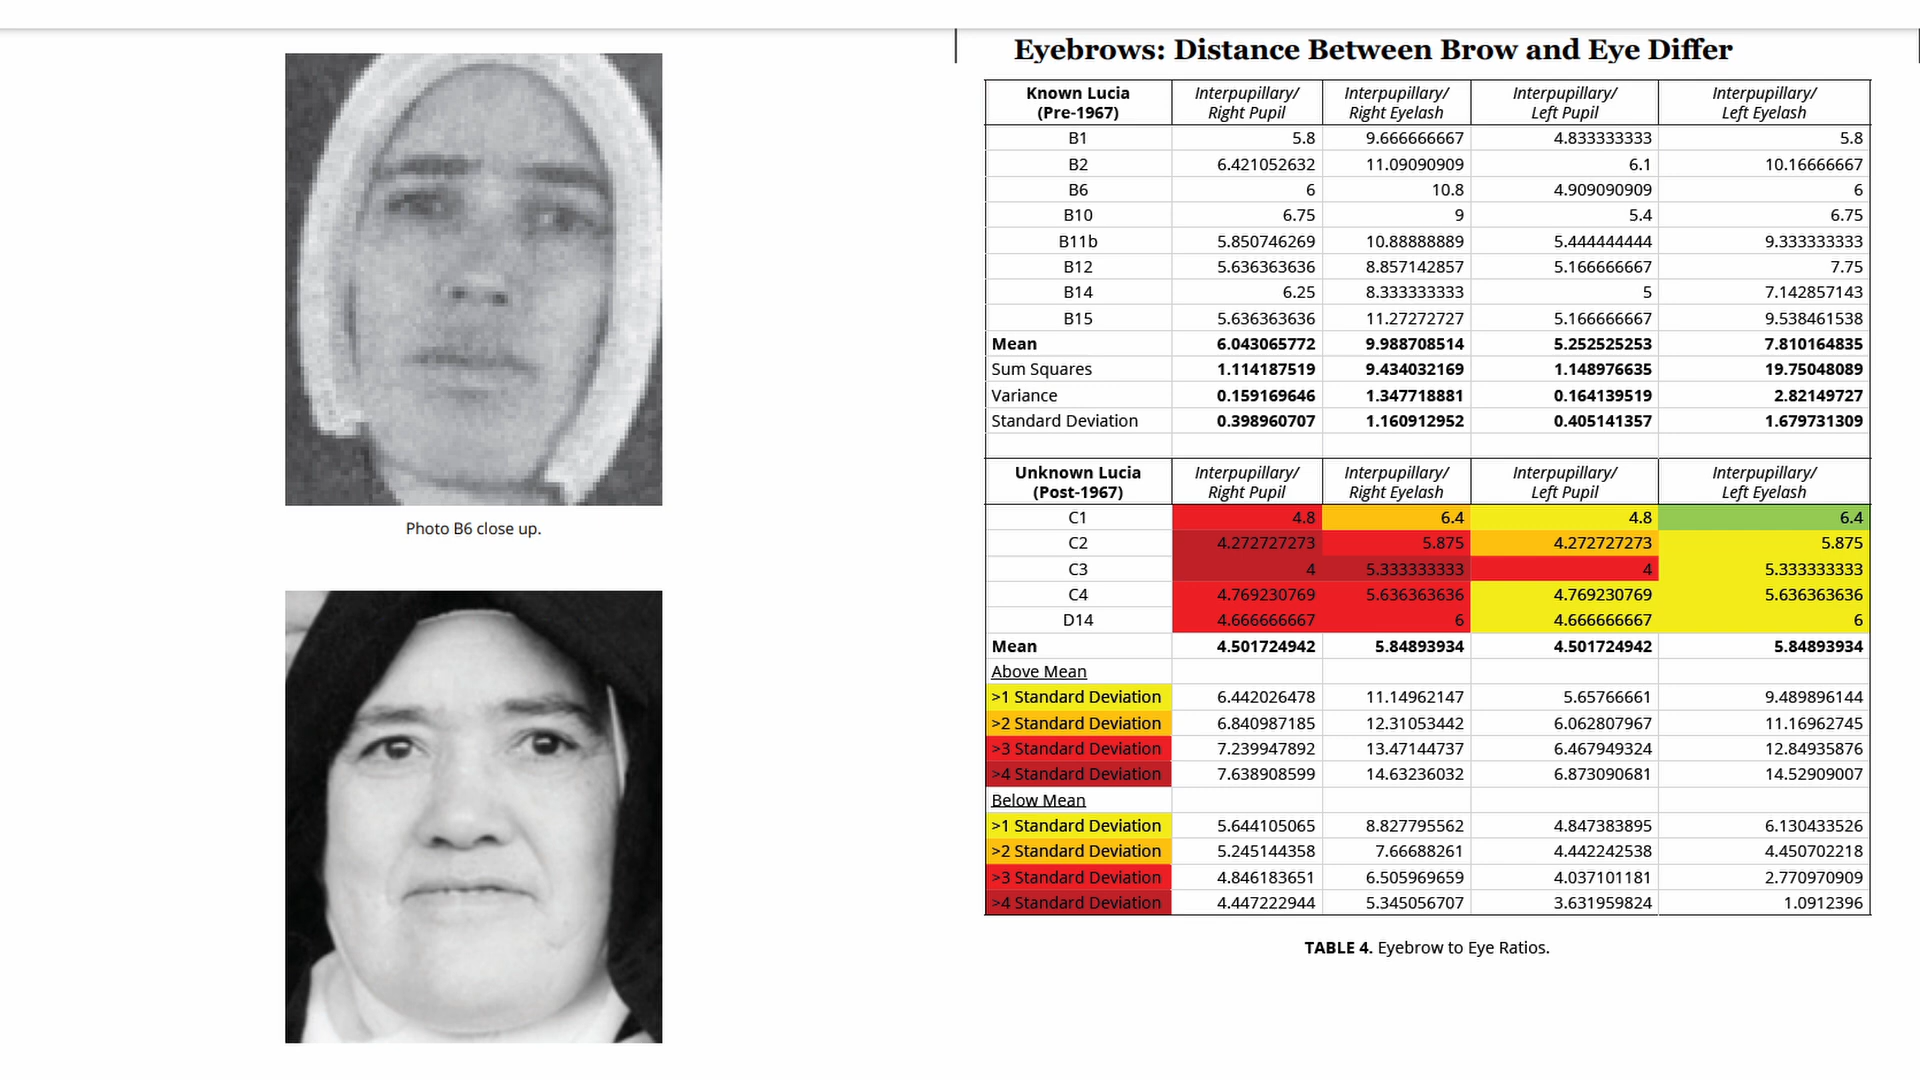 Eyebrows: Distance Between Brow and Eye Differ
Known Lucia (Pre-1967) Interpupillary/ Right Pupil Interpupillary/ Right Eyelash Interpupillary/ Left Pupil Interpupillary/ Left Eyelash
B1 5.8 9.666666667 4.833333333 5.8
B2 6.421052632 11.09090909 6.1 10.16666667
B6 6 10.8 4.909090909 6
B10 6.75 9 5.4 6.75
B11b 5.850746269 10.88888889 5.444444444 9.333333333
B12 5.636363636 8.857142857 5.166666667 7.75
B14 6.25 8.333333333 5 7.142857143
B15 5.636363636 11.27272727 5.166666667 9.538461538
Mean 6.043065772 9.988708514 5.252525253 7.810164835
Sum Squares 1.114187519 9.434032169 1.148976635 19.75048089
Variance 0.159169646 1.347718881 0.164139519 2.82149727
Standard Deviation 0.398960707 1.160912952 0.405141357 1.679731309
Unknown Lucia (Post-1967) Interpupillary/ Right Pupil Interpupillary/ Right Eyelash Interpupillary/ Left Pupil Interpupillary/ Left Eyelash
C1 4.8 6.4 4.8 6.4
C2 4.272727273 5.875 4.272727273 5.875
C3 4 5.333333333 4 5.333333333
C4 4.769230769 5.636363636 4.769230769 5.636363636
D14 4.666666667 6 4.666666667 6
Mean 4.501724942 5.84893934 4.501724942 5.84893934
Above Mean
>1 Standard Deviation 6.442026478 11.14962147 5.65766661 9.489896144
>2 Standard Deviation 6.840987185 12.31053442 6.062807967 11.16962745
>3 Standard Deviation 7.239947892 13.47144737 6.467949324 12.84935876
>4 Standard Deviation 7.638908599 14.63236032 6.873090681 14.52909007
Below Mean
>1 Standard Deviation 5.644105065 8.827795562 4.847383895 6.130433526
>2 Standard Deviation 5.245144358 7.66688261 4.442242538 4.450702218
>3 Standard Deviation 4.846183651 6.505969659 4.037101181 2.770970909
>4 Standard Deviation 4.447222944 5.345056707 3.631959824 1.0912396
TABLE 4. Eyebrow to Eye Ratios.
Photo B6 close up.